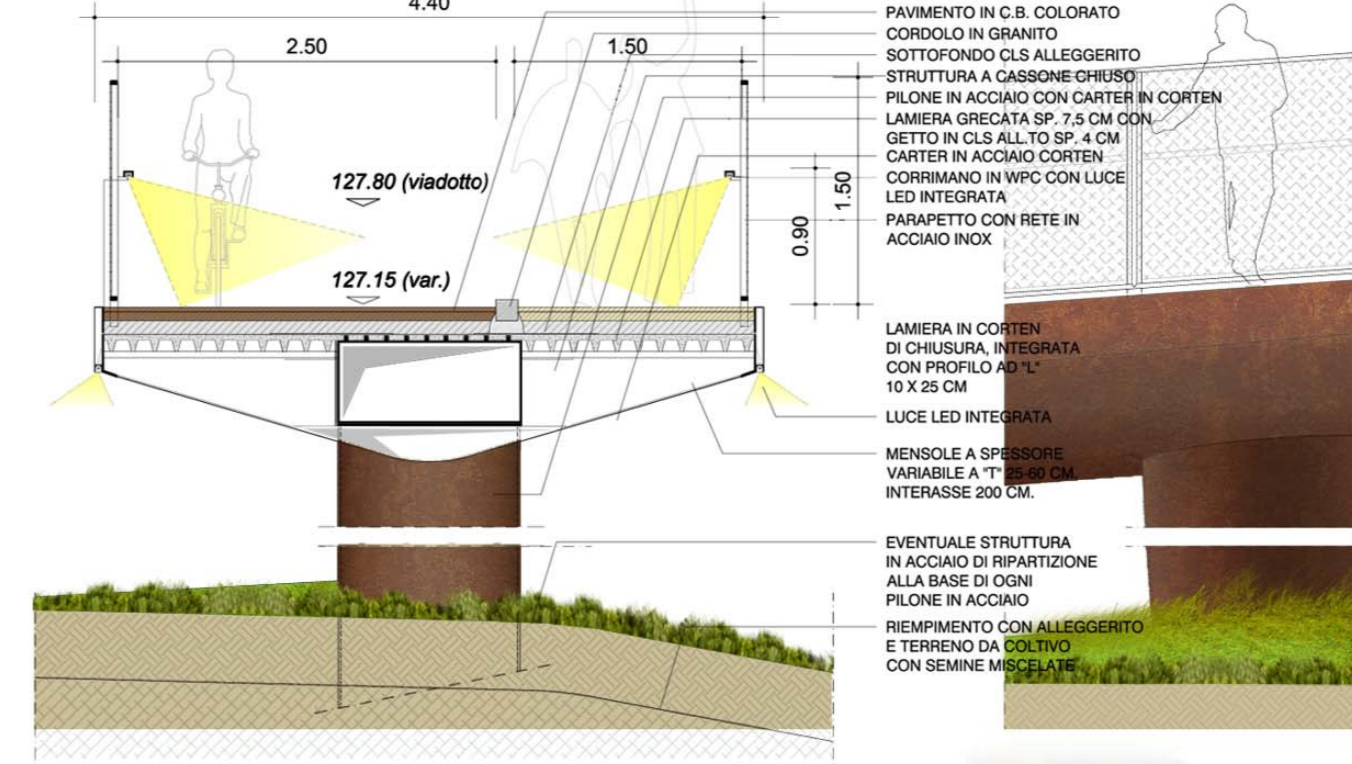 4.40
2.50
1.50
127.80 (viadotto)
127.15 (var.)
0.90
1.50
PAVIMENTO IN C.B. COLORATO
CORDOLO IN GRANITO
SOTTOFONDO CLS ALLEGGERITO
STRUTTURA A CASSONE CHIUSO
PILONE IN ACCIAIO CON CARTER IN CORTEN
LAMIERA GRECATA SP. 7,5 CM CON
GETTO IN CLS ALL.TO SP. 4 CM
CARTER IN ACCIAIO CORTEN
CORRIMANO IN WPC CON LUCE
LED INTEGRATA
PARAPETTO CON RETE IN
ACCIAIO INOX
LAMIERA IN CORTEN
DI CHIUSURA, INTEGRATA
CON PROFILO AD "L"
10 X 25 CM
LUCE LED INTEGRATA
MENSOLE A SPESSORE
VARIABILE A "T" 25-60 CM.
INTERASSE 200 CM.
EVENTUALE STRUTTURA
IN ACCIAIO DI RIPARTIZIONE
ALLA BASE DI OGNI
PILONE IN ACCIAIO
RIEMPIMENTO CON ALLEGGERITO
E TERRENO DA COLTIVO
CON SEMINE MISCELATE